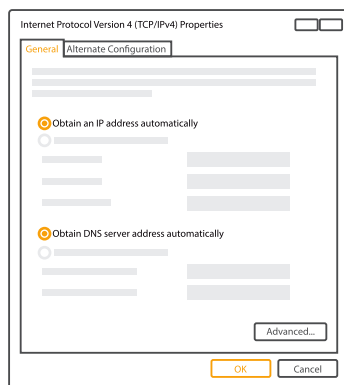 Internet Protocol Version 4 (TCP/IPv4) Properties
General Alternate Configuration
Obtain an IP address automatically
Obtain DNS server address automatically
Advanced...
OK Cancel